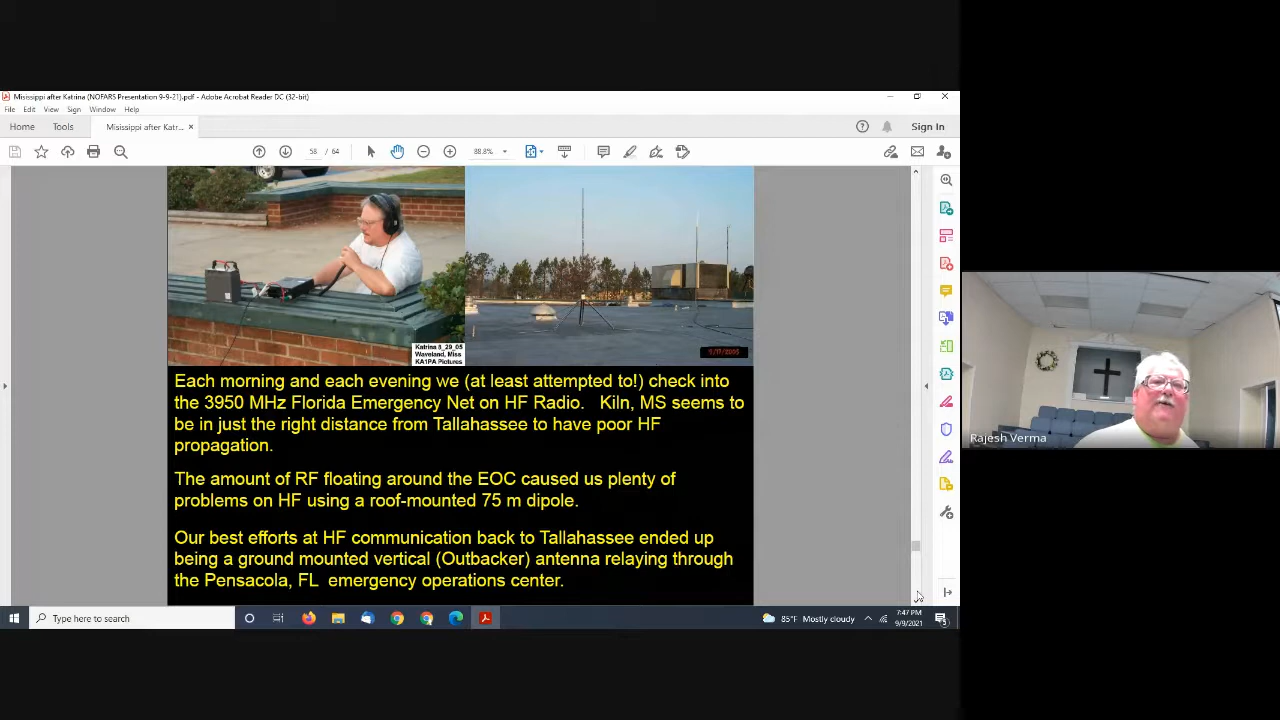 Misissippi after Katrina (NOFARS Presentation 9-9-21).pdf - Adobe Acrobat Reader DC (32-bit)
File Edit View Sign Window Help
Home Tools Misissippi after Katr... × Sign In
58 / 64 88.8%
Katrina 8_29_05
Waveland, Miss
KA1PA Pictures
Each morning and each evening we (at least attempted to!) check into
the 3950 MHz Florida Emergency Net on HF Radio. Kiln, MS seems to
be in just the right distance from Tallahassee to have poor HF
propagation.
The amount of RF floating around the EOC caused us plenty of
problems on HF using a roof-mounted 75 m dipole.
Our best efforts at HF communication back to Tallahassee ended up
being a ground mounted vertical (Outbacker) antenna relaying through
the Pensacola, FL emergency operations center.
Rajesh Verma
Type here to search
85°F Mostly cloudy
7:47 PM
9/9/2021